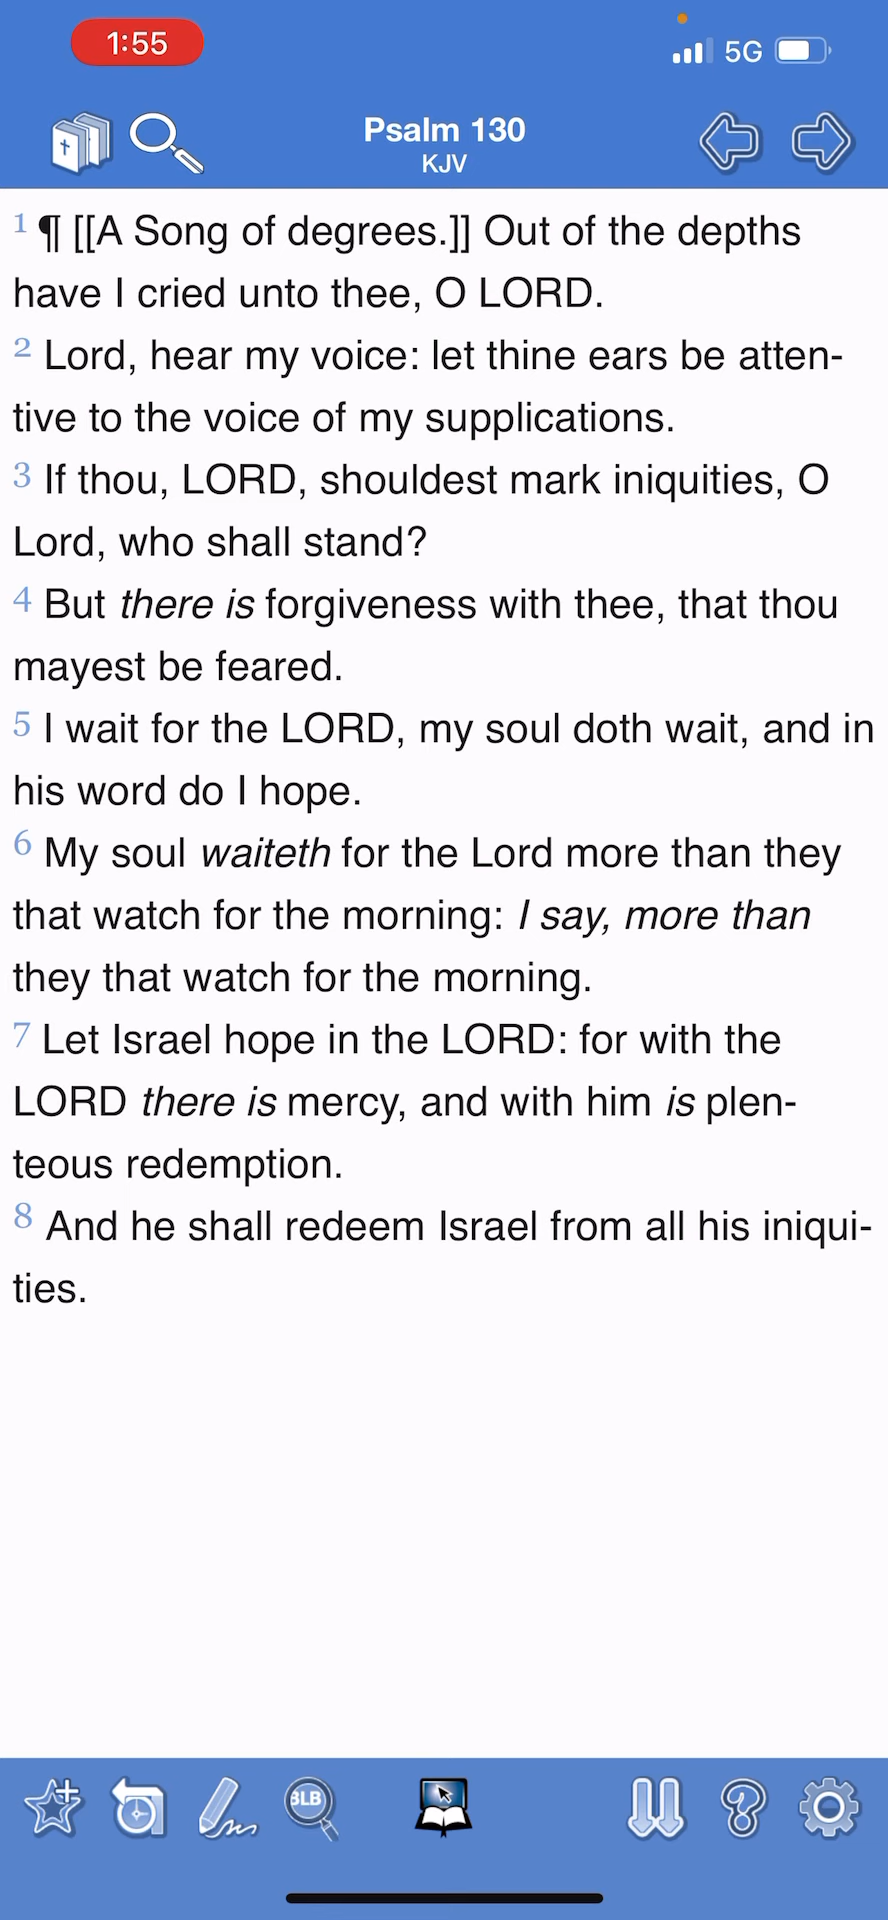 1:55
5G
Psalm 130
KJV
1 ¶ [[A Song of degrees.]] Out of the depths
have I cried unto thee, O LORD.
2 Lord, hear my voice: let thine ears be atten-
tive to the voice of my supplications.
3 If thou, LORD, shouldest mark iniquities, O
Lord, who shall stand?
4 But there is forgiveness with thee, that thou
mayest be feared.
5 I wait for the LORD, my soul doth wait, and in
his word do I hope.
6 My soul waiteth for the Lord more than they
that watch for the morning: I say, more than
they that watch for the morning.
7 Let Israel hope in the LORD: for with the
LORD there is mercy, and with him is plen-
teous redemption.
8 And he shall redeem Israel from all his iniqui-
ties.
BLB